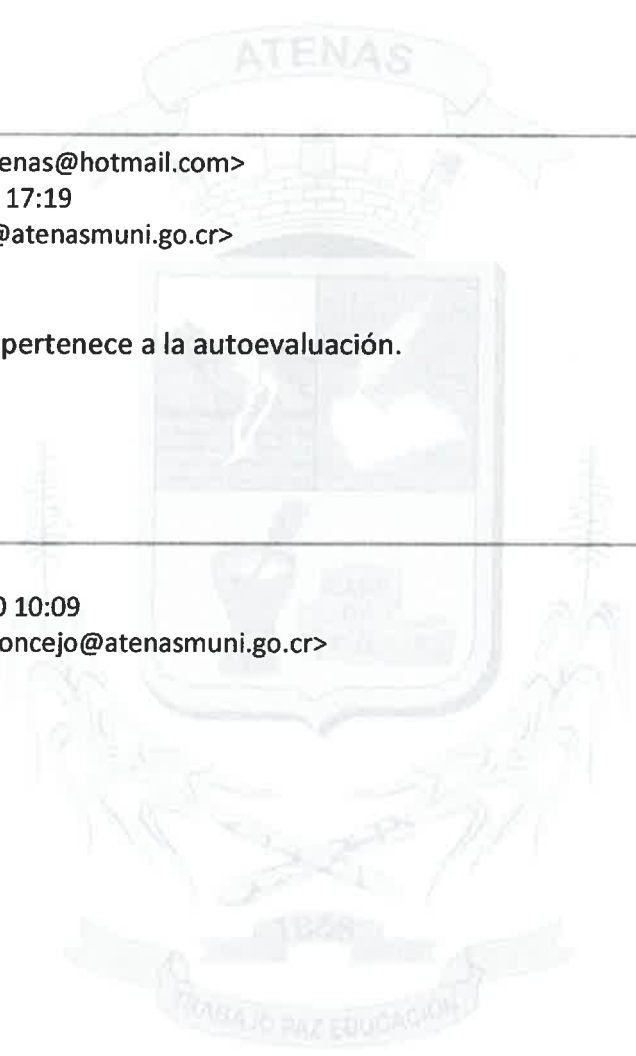 ATENAS
enas@hotmail.com>
17:19
@atenasmuni.go.cr>
pertenece a la autoevaluación.
0 10:09
oncejo@atenasmuni.go.cr>
1868
TRABAJO PAZ EDUCACIÓN